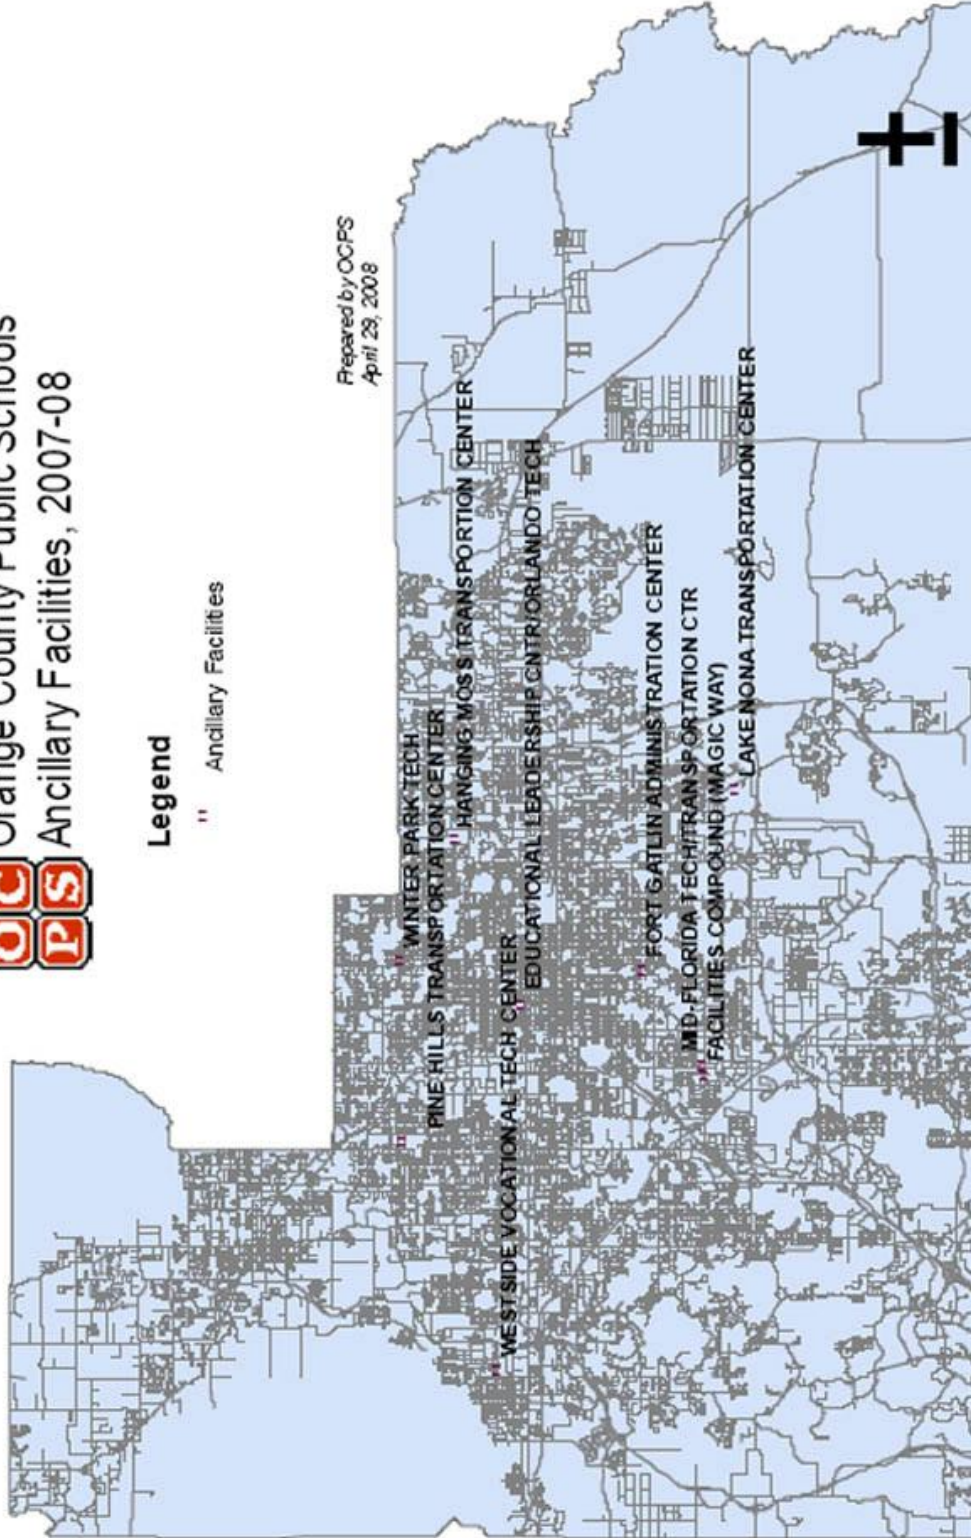 Orange County Public Schools
Ancillary Facilities, 2007-08
OC
PS
Legend
Ancillary Facilities
Prepared by OCPS
April 29, 2008
WINTER PARK TECH
PINE HILLS TRANSPORTATION CENTER
HANGING MOSS TRANSPORTION CENTER
WESTSIDE VOCATIONAL TECH CENTER
EDUCATIONAL LEADERSHIP CNTR/ORLANDO TECH
FORT GATLIN ADMINISTRATION CENTER
MID-FLORIDA TECH/TRANSPORTATION CTR
FACILITIES COMPOUND (MAGIC WAY)
LAKE NONA TRANSPORTATION CENTER